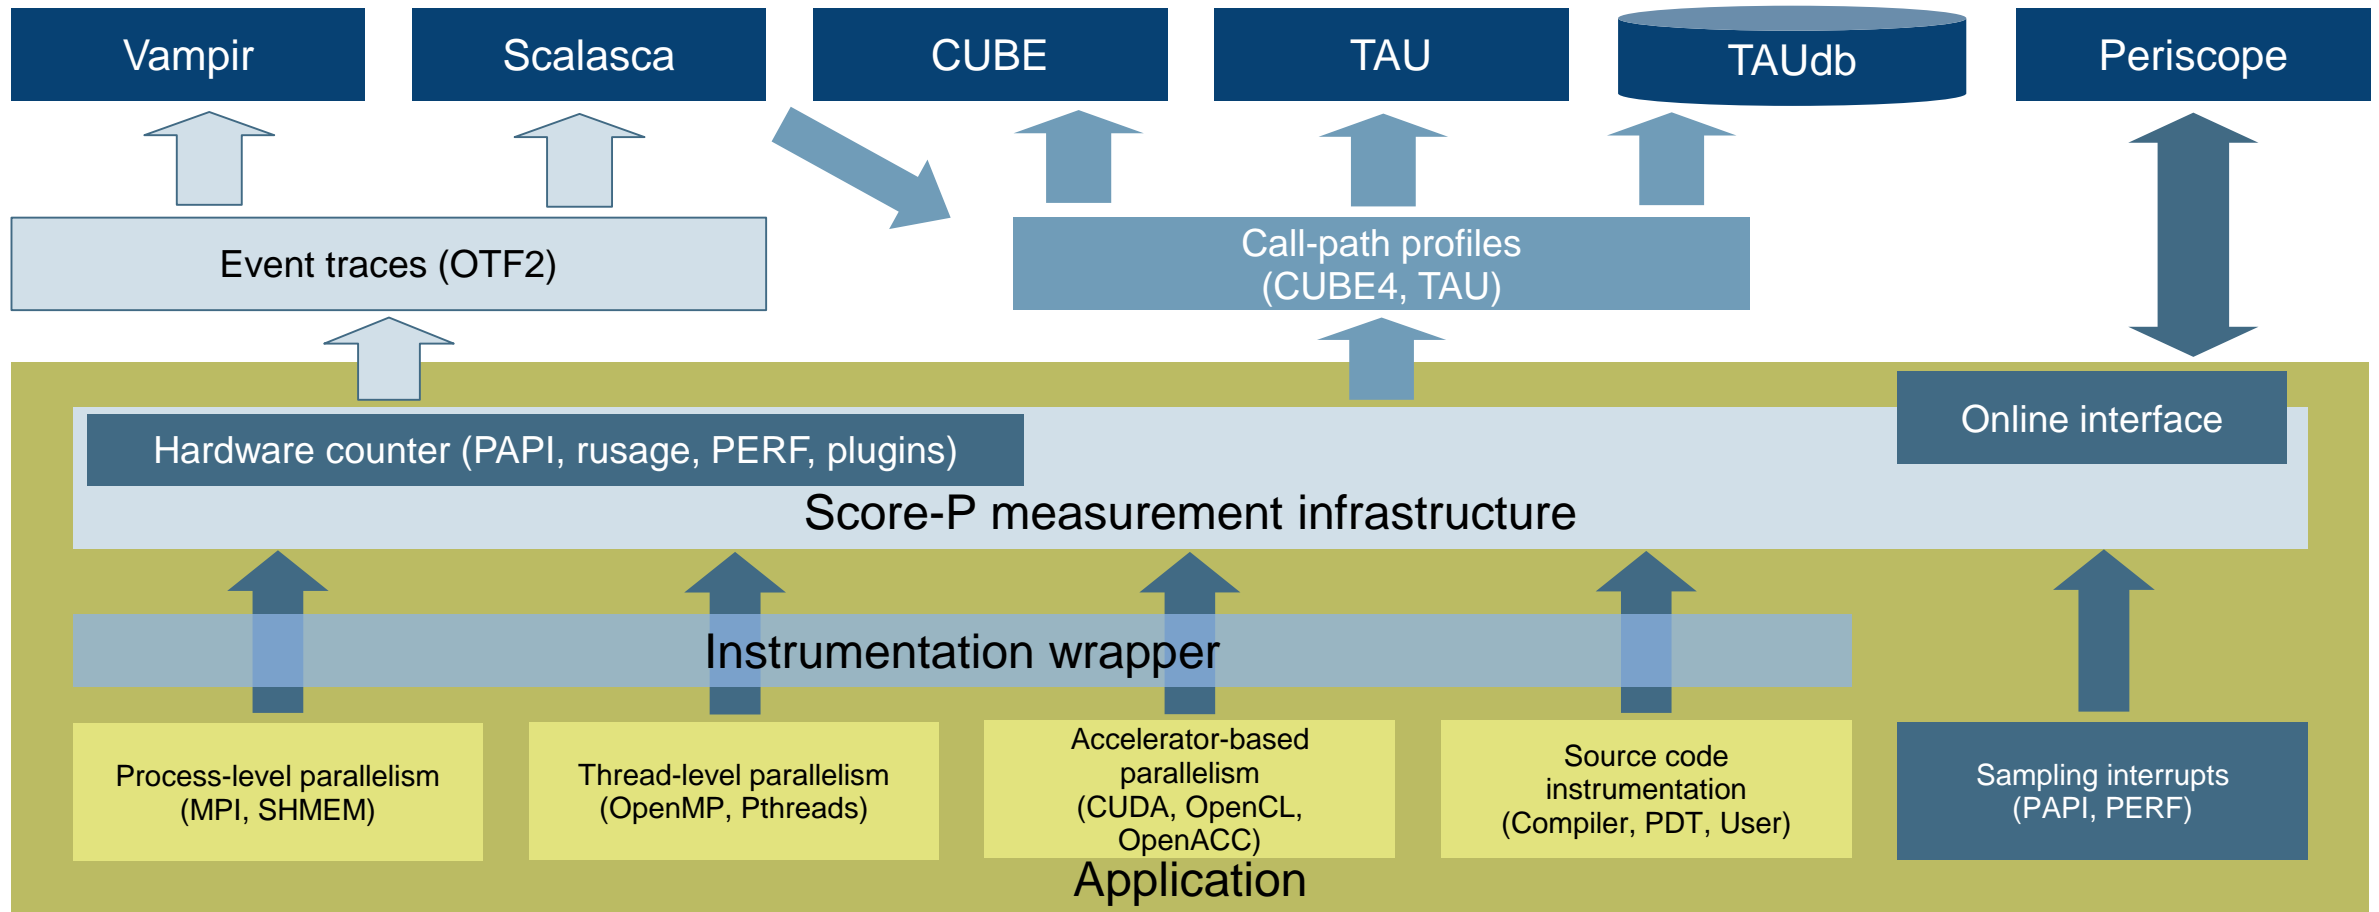 Vampir
Scalasca
CUBE
TAU
TAUdb
Periscope
Event traces (OTF2)
Call-path profiles
(CUBE4, TAU)
Online interface
Hardware counter (PAPI, rusage, PERF, plugins)
Score-P measurement infrastructure
Instrumentation wrapper
Process-level parallelism
(MPI, SHMEM)
Thread-level parallelism
(OpenMP, Pthreads)
Accelerator-based
parallelism
(CUDA, OpenCL,
OpenACC)
Source code
instrumentation
(Compiler, PDT, User)
Sampling interrupts
(PAPI, PERF)
Application